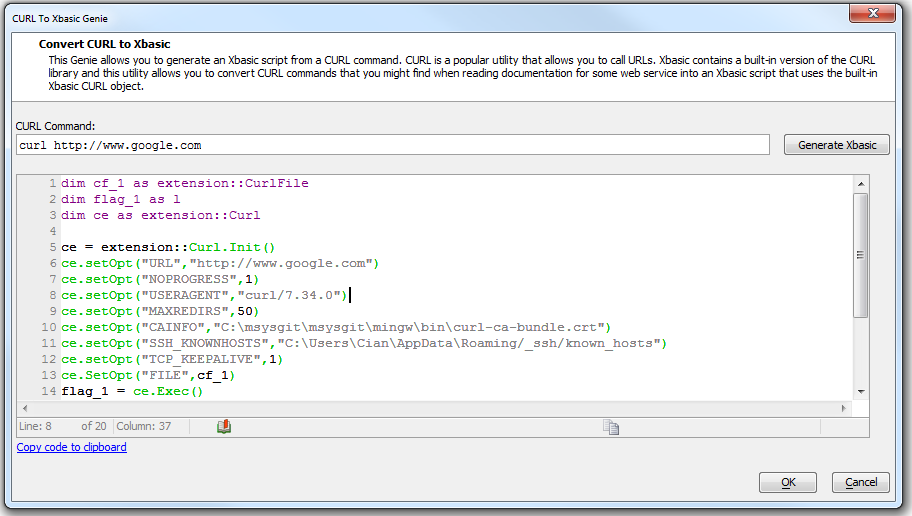 CURL To Xbasic Genie
Convert CURL to Xbasic
This Genie allows you to generate an Xbasic script from a CURL command. CURL is a popular utility that allows you to call URLs. Xbasic contains a built-in version of the CURL
library and this utility allows you to convert CURL commands that you might find when reading documentation for some web service into an Xbasic script that uses the built-in
Xbasic CURL object.
CURL Command:
curl http://www.google.com
Generate Xbasic
1 dim cf_1 as extension::CurlFile
2 dim flag_1 as l
3 dim ce as extension::Curl
4
5 ce = extension::Curl.Init()
6 ce.setOpt("URL","http://www.google.com")
7 ce.setOpt("NOPROGRESS",1)
8 ce.setOpt("USERAGENT","curl/7.34.0")
9 ce.setOpt("MAXREDIRS",50)
10 ce.setOpt("CAINFO","C:\msysgit\msysgit\mingw\bin\curl-ca-bundle.crt")
11 ce.setOpt("SSH_KNOWNHOSTS","C:\Users\Cian\AppData\Roaming/_ssh/known_hosts")
12 ce.setOpt("TCP_KEEPALIVE",1)
13 ce.SetOpt("FILE",cf_1)
14 flag_1 = ce.Exec()
Line: 8 of 20 Column: 37
Copy code to clipboard
OK
Cancel